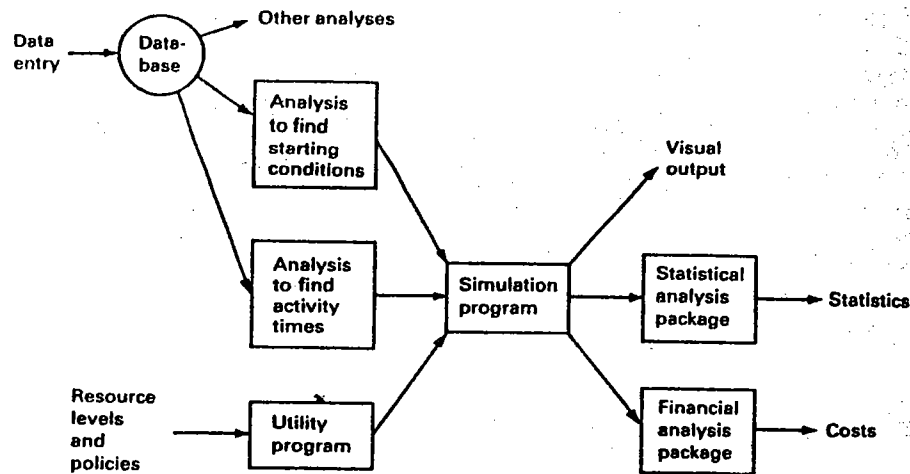 Other analyses
Data
entry
Data-
base
Analysis
to find
starting
conditions
Visual
output
Analysis
to find
activity
times
Simulation
program
Statistical
analysis
package
Statistics
Resource
levels
and
policies
Utility
program
Financial
analysis
package
Costs